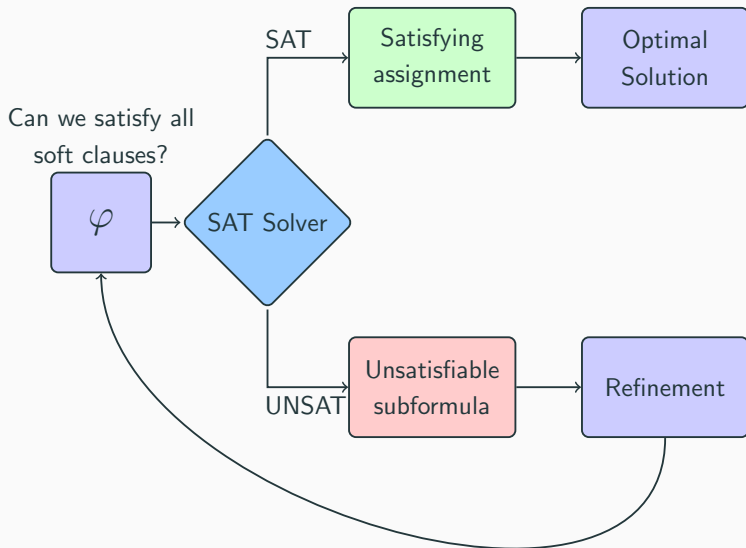 SAT
Satisfying
assignment
Optimal
Solution
Can we satisfy all
soft clauses?
φ
SAT Solver
UNSAT
Unsatisfiable
subformula
Refinement